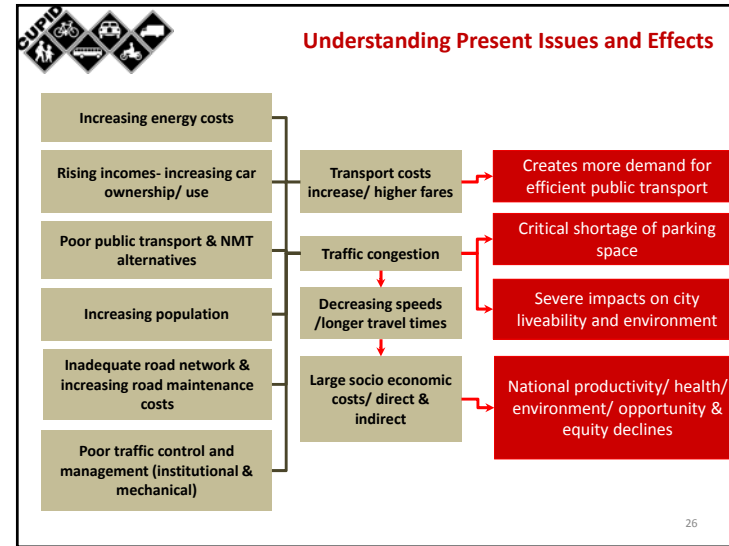 CUPID
Understanding Present Issues and Effects
Increasing energy costs
Rising incomes- increasing car
ownership/ use
Poor public transport & NMT
alternatives
Increasing population
Inadequate road network &
increasing road maintenance
costs
Poor traffic control and
management (institutional &
mechanical)
Transport costs
increase/ higher fares
Traffic congestion
Decreasing speeds
/longer travel times
Large socio economic
costs/ direct &
indirect
Creates more demand for
efficient public transport
Critical shortage of parking
space
Severe impacts on city
liveability and environment
National productivity/ health/
environment/ opportunity &
equity declines
26